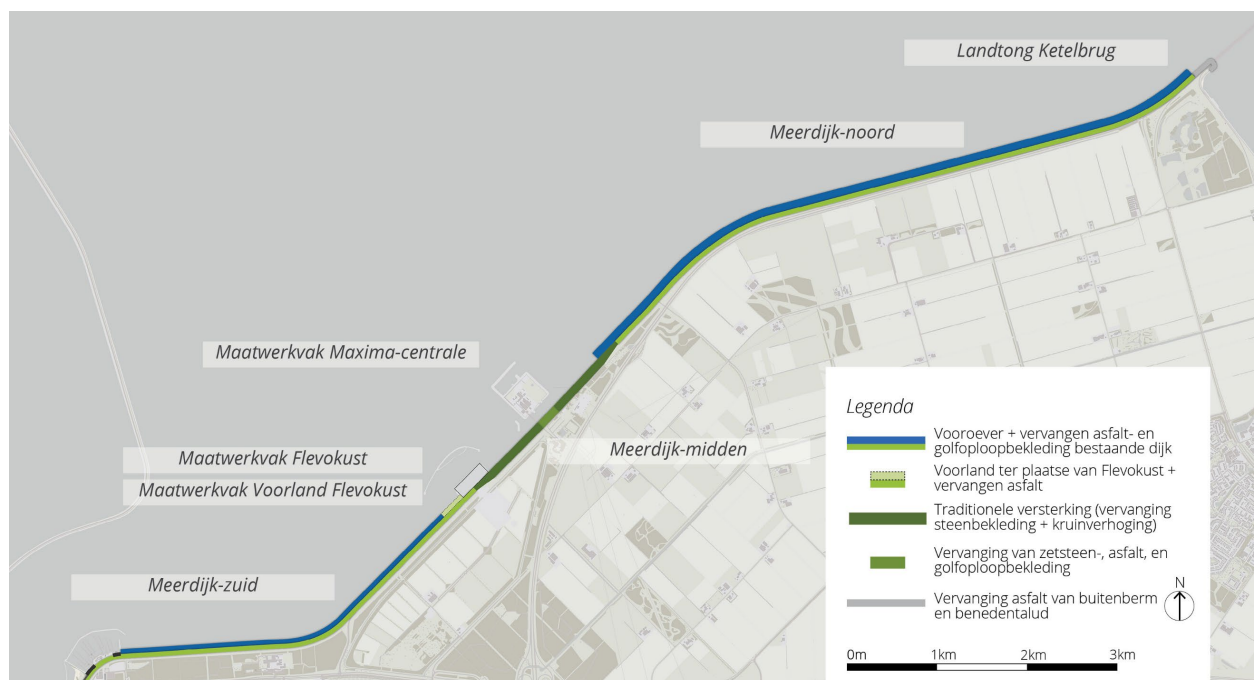 Landtong Ketelbrug
Meerdijk-noord
Maatwerkvak Maxima-centrale
Meerdijk-midden
Maatwerkvak Flevokust
Maatwerkvak Voorland Flevokust
Meerdijk-zuid
Legenda
Vooroever + vervangen asfalt- en
golfoploopbekleding bestaande dijk
Voorland ter plaatse van Flevokust +
vervangen asfalt
Traditionele versterking (vervanging
steenbekleding + kruinverhoging)
Vervanging van zetsteen-, asfalt, en
golfoploopbekleding
Vervanging asfalt van buitenberm
en benedentalud
N
0m 1km 2km 3km